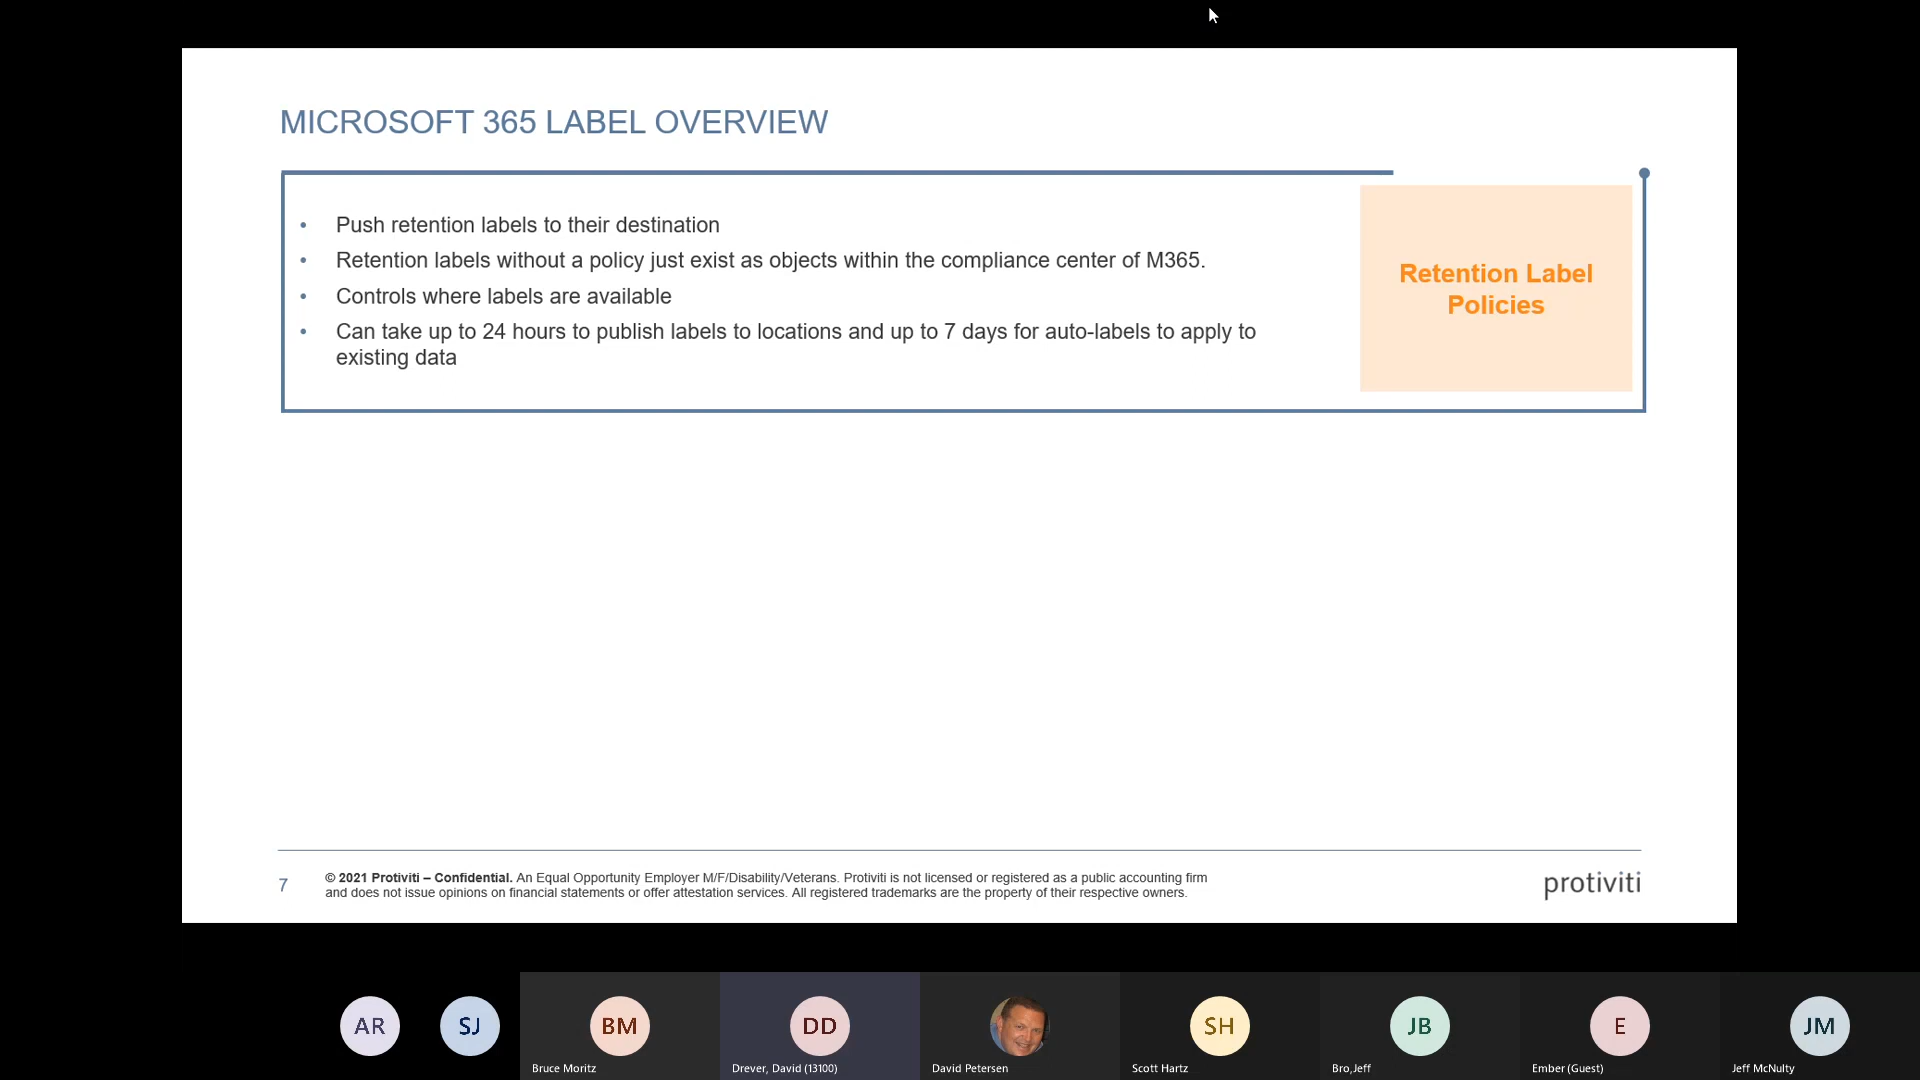 MICROSOFT 365 LABEL OVERVIEW
• Push retention labels to their destination
• Retention labels without a policy just exist as objects within the compliance center of M365.
• Controls where labels are available
• Can take up to 24 hours to publish labels to locations and up to 7 days for auto-labels to apply to
existing data
Retention Label
Policies
7
© 2021 Protiviti – Confidential. An Equal Opportunity Employer M/F/Disability/Veterans. Protiviti is not licensed or registered as a public accounting firm
and does not issue opinions on financial statements or offer attestation services. All registered trademarks are the property of their respective owners.
protiviti
AR
SJ
BM
Bruce Moritz
DD
Drever, David (13100)
David Petersen
SH
Scott Hartz
JB
Bro,Jeff
E
Ember (Guest)
JM
Jeff McNulty